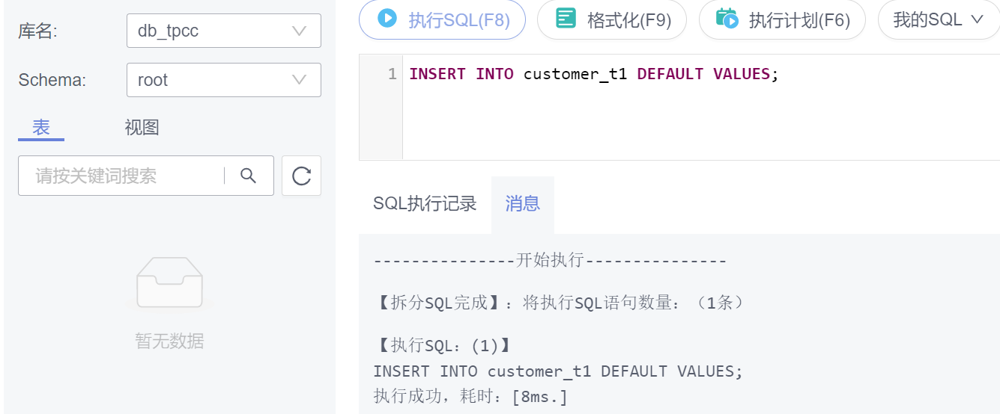 库名:
db_tpcc
Schema:
root
表
视图
请按关键词搜索
暂无数据
执行SQL(F8)
格式化(F9)
执行计划(F6)
我的SQL
1
INSERT INTO customer_t1 DEFAULT VALUES;
SQL执行记录
消息
---------------开始执行---------------
【拆分SQL完成】：将执行SQL语句数量：（1条）
【执行SQL：(1)】
INSERT INTO customer_t1 DEFAULT VALUES;
执行成功，耗时：[8ms.]